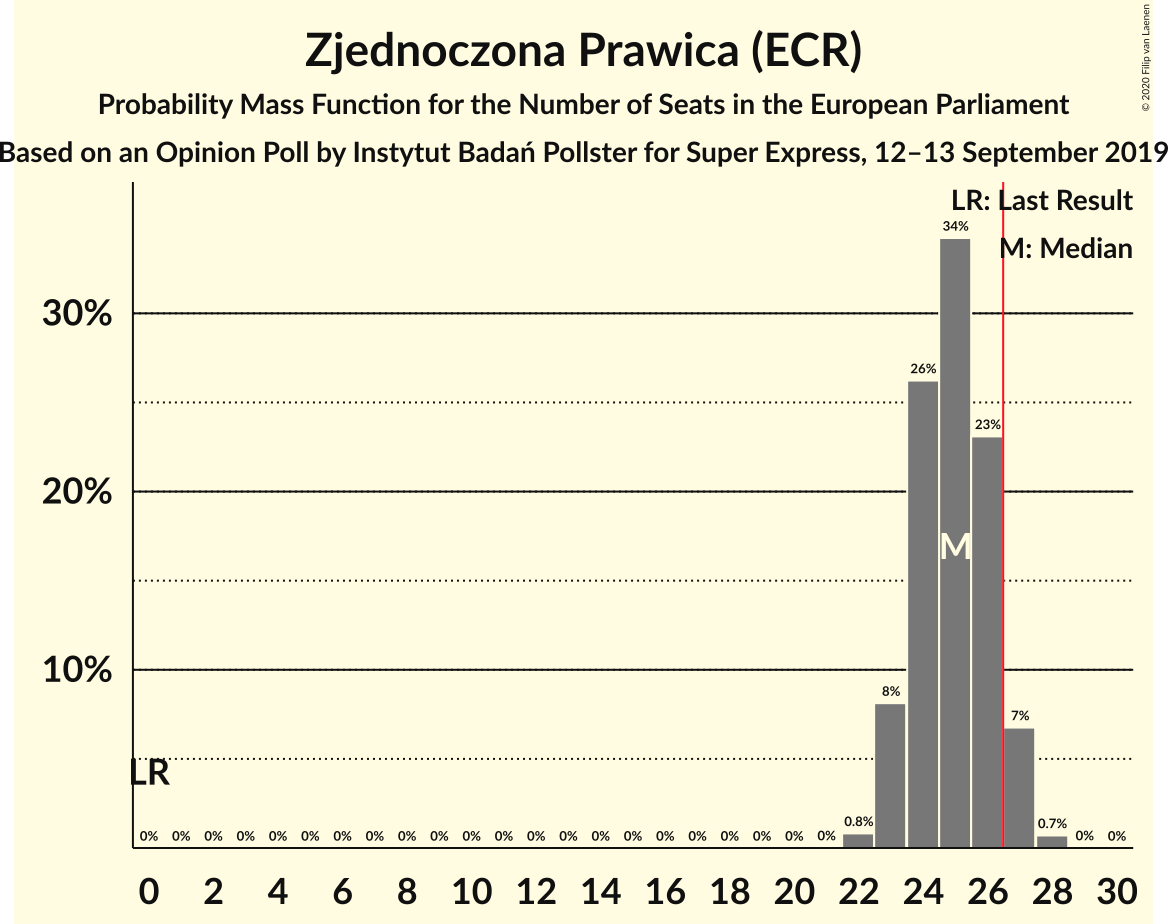 Zjednoczona Prawica (ECR)
Probability Mass Function for the Number of Seats in the European Parliament
Based on an Opinion Poll by Instytut Badań Pollster for Super Express, 12–13 September 2019
© 2020 Filip van Laenen
LR: Last Result
M: Median
34%
30%
26%
23%
20%
M
10%
8%
7%
LR
0% 0% 0% 0% 0% 0% 0% 0% 0% 0% 0% 0% 0% 0% 0% 0% 0% 0% 0% 0% 0% 0% 0.8% 0.7% 0% 0%
0 2 4 6 8 10 12 14 16 18 20 22 24 26 28 30